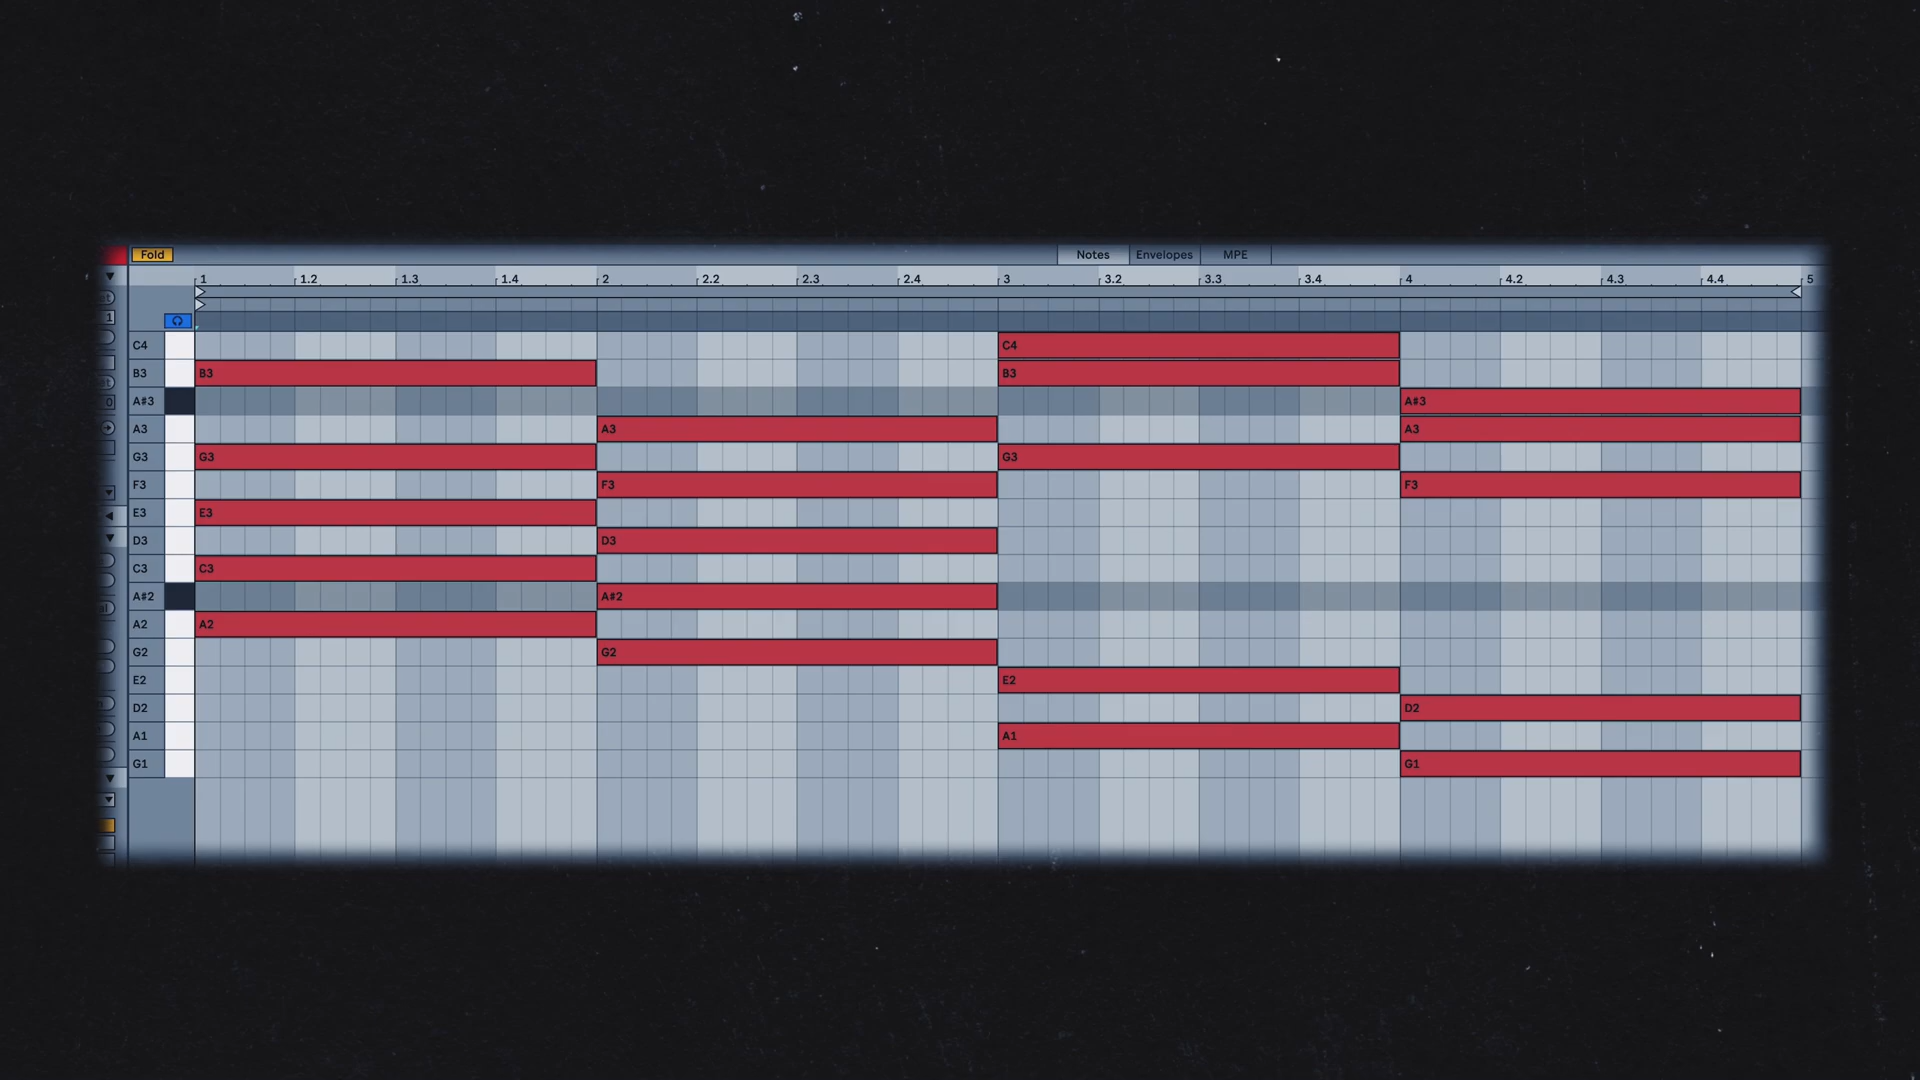 Fold Notes Envelopes MPE
1 1.2 1.3 1.4 2 2.2 2.3 2.4 3 3.2 3.3 3.4 4 4.2 4.3 4.4 5
1
C4 C4
B3 B3 B3
A#3 A#3
0
A3 A3 A3
G3 G3 G3
F3 F3 F3
E3 E3
D3 D3
C3 C3
A#2 A#2
A2 A2
G2 G2
E2 E2
D2 D2
A1 A1
G1 G1